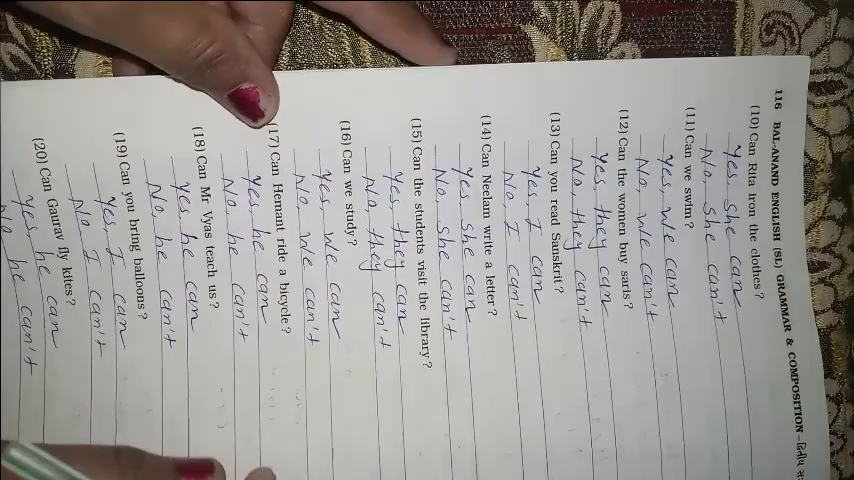 116 BAL-ANAND ENGLISH (SL) GRAMMAR & COMPOSITION – द्वितीय
(10) Can Rita iron the clothes?
Yes, She can
No, She can't
(11) Can we swim?
Yes, we can
No, we can't
(12) Can the women buy saris?
Yes, they can
No, they can't
(13) Can you read Sanskrit?
Yes, I can
No I can't
(14) Can Neelam write a letter?
Yes, She can
No, She can't
(15) Can the students visit the library?
Yes, they can
No, they can't
(16) Can we study?
Yes, we can
No, we can't
(17) Can Hemant ride a bicycle?
Yes, he can
No, he can't
(18) Can Mr Vyas teach us?
Yes, he can
No, he can't
(19) Can you bring balloons?
Yes, I can
No I can't
(20) Can Gaurav fly kites?
Yes, he can
No he can't